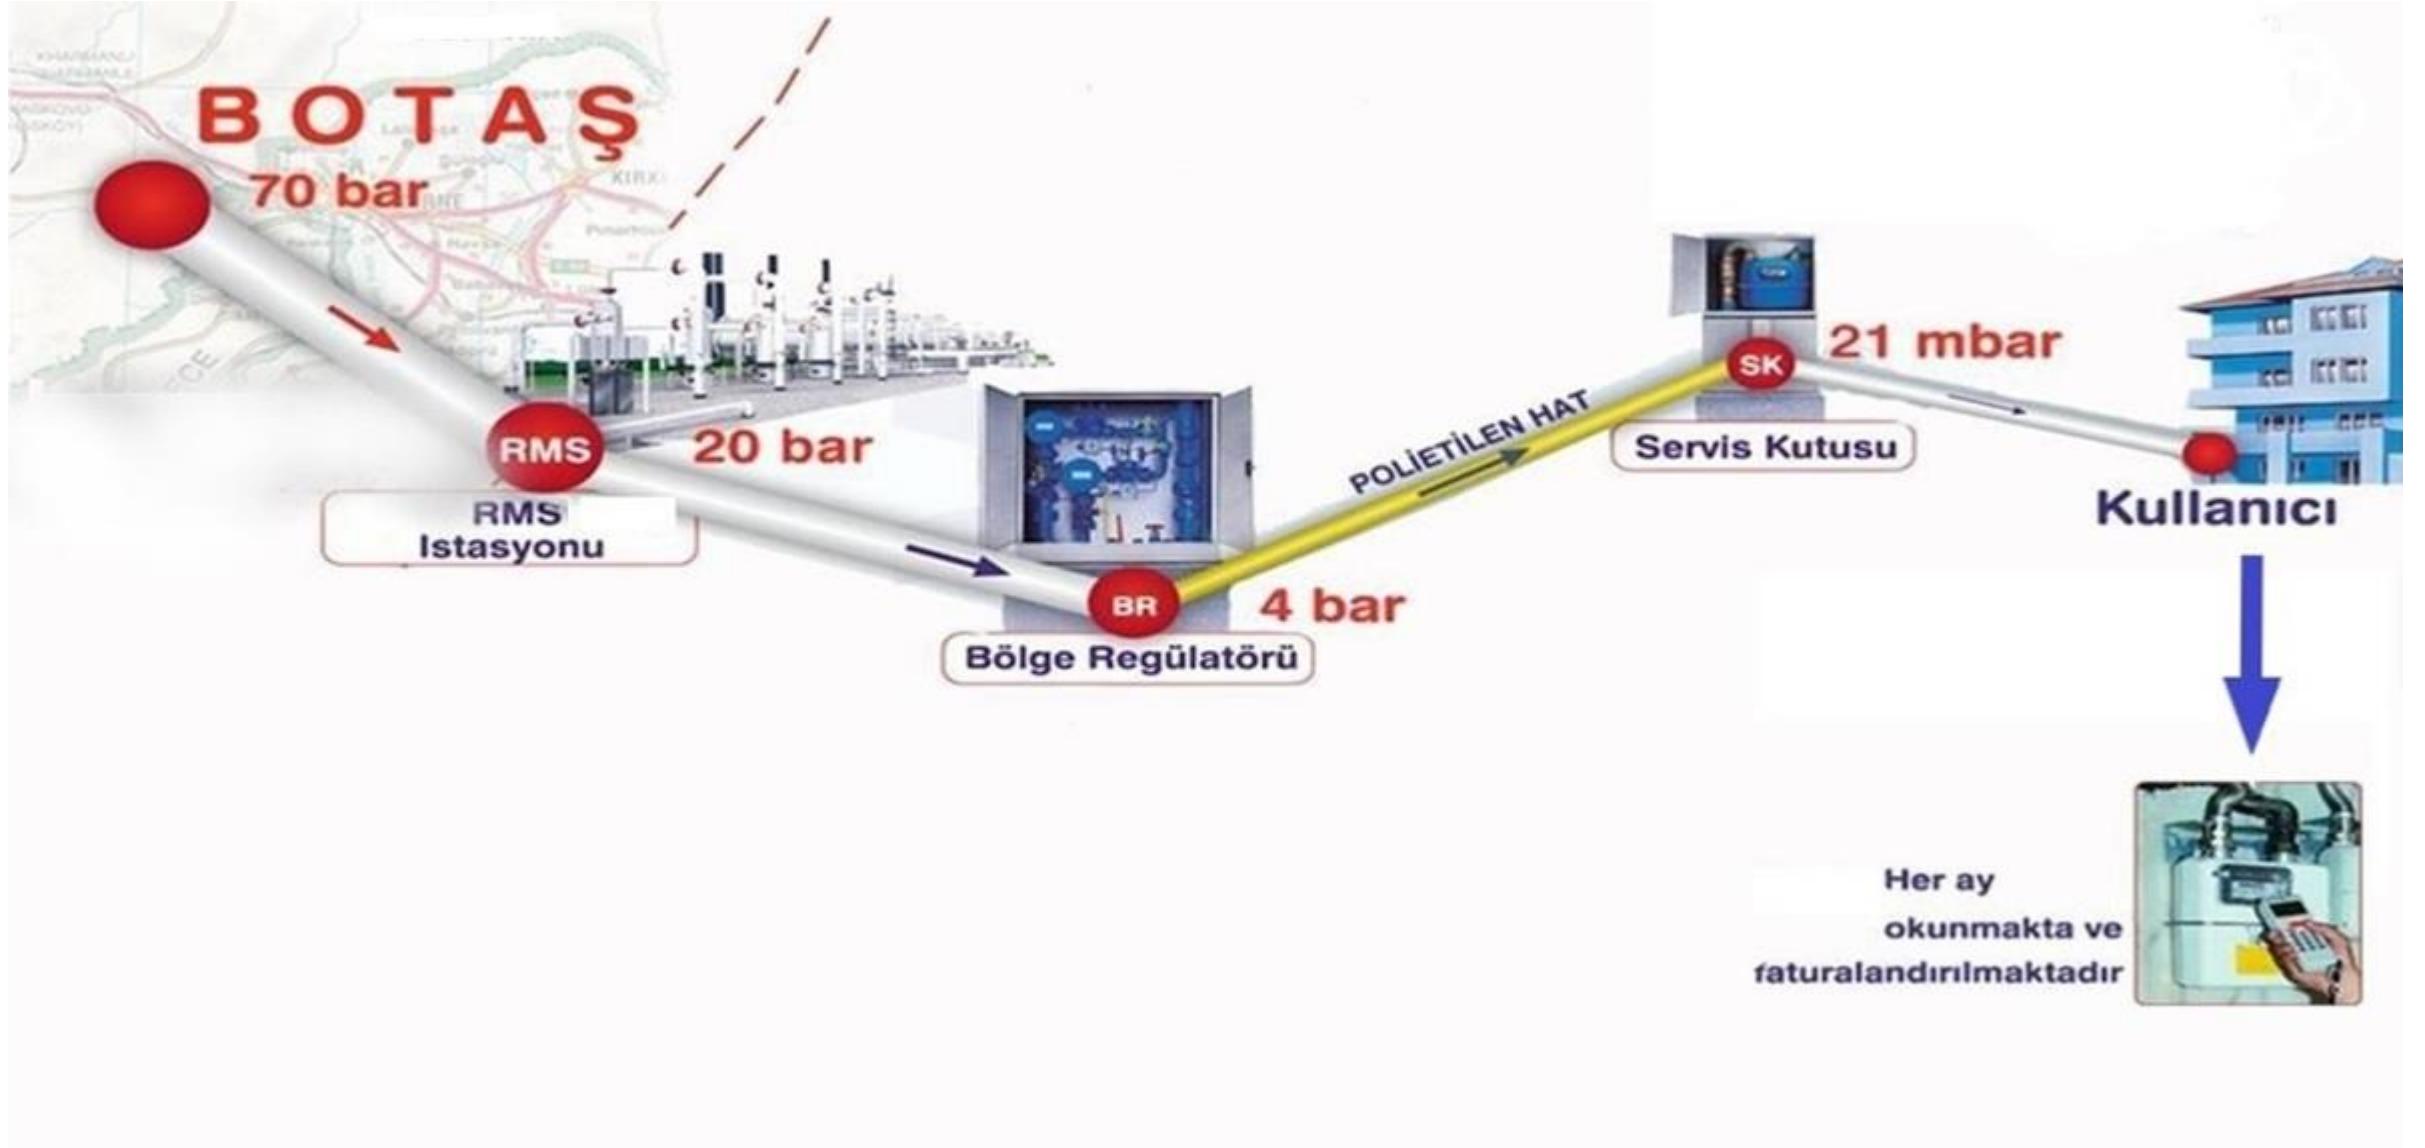 BOTAŞ
70 bar
KIRK
RMS
20 bar
RMS
Istasyonu
BR
4 bar
Bölge Regülatörü
POLİETİLEN HAT
SK
21 mbar
Servis Kutusu
Kullanıcı
Her ay
okunmakta ve
faturalandırılmaktadır